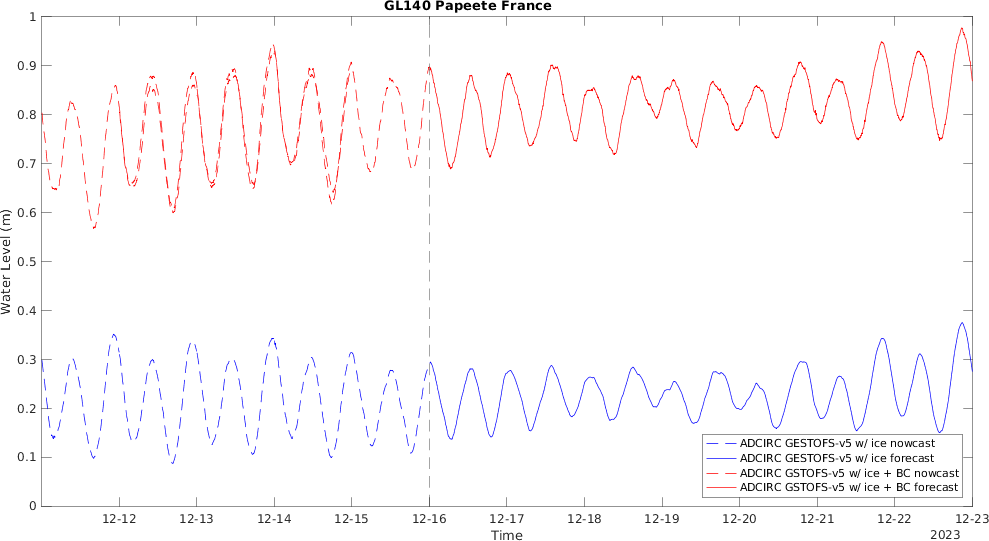 GL140 Papeete France
1
0.9
0.8
0.7
0.6
0.5
0.4
0.3
0.2
0.1
0
Water Level (m)
ADCIRC GESTOFS-v5 w/ ice nowcast
ADCIRC GESTOFS-v5 w/ ice forecast
ADCIRC GSTOFS-v5 w/ ice + BC nowcast
ADCIRC GSTOFS-v5 w/ ice + BC forecast
12-12 12-13 12-14 12-15 12-16 12-17 12-18 12-19 12-20 12-21 12-22 12-23
Time
2023